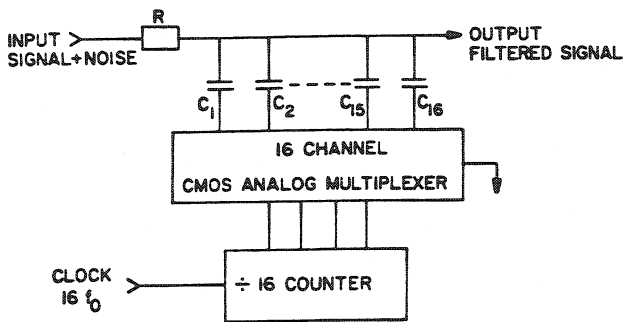 R
INPUT
SIGNAL+NOISE
OUTPUT
FILTERED SIGNAL
C1 C2 C15 C16
16 CHANNEL
CMOS ANALOG MULTIPLEXER
CLOCK
16 f0
÷ 16 COUNTER